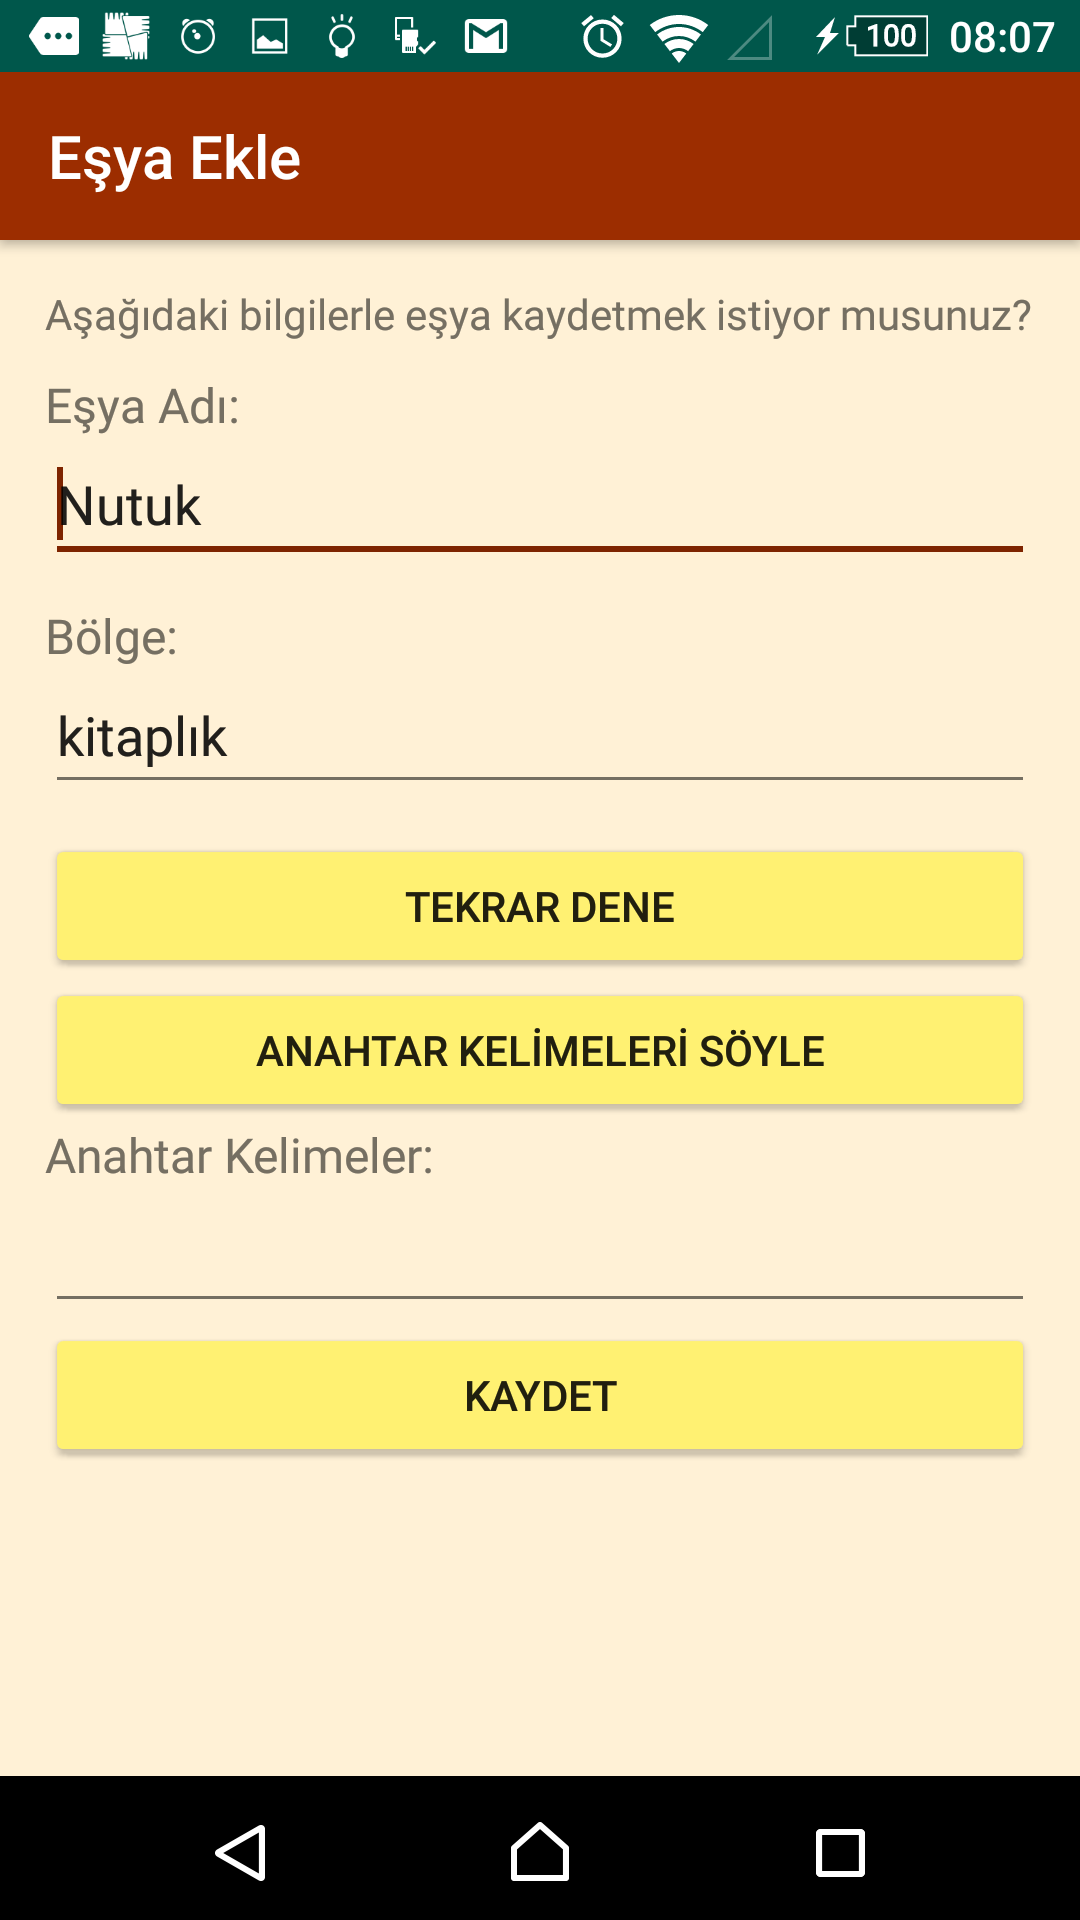 100 08:07
Eşya Ekle
Aşağıdaki bilgilerle eşya kaydetmek istiyor musunuz?
Eşya Adı:
Nutuk
Bölge:
kitaplık
TEKRAR DENE
ANAHTAR KELİMELERİ SÖYLE
Anahtar Kelimeler:
KAYDET